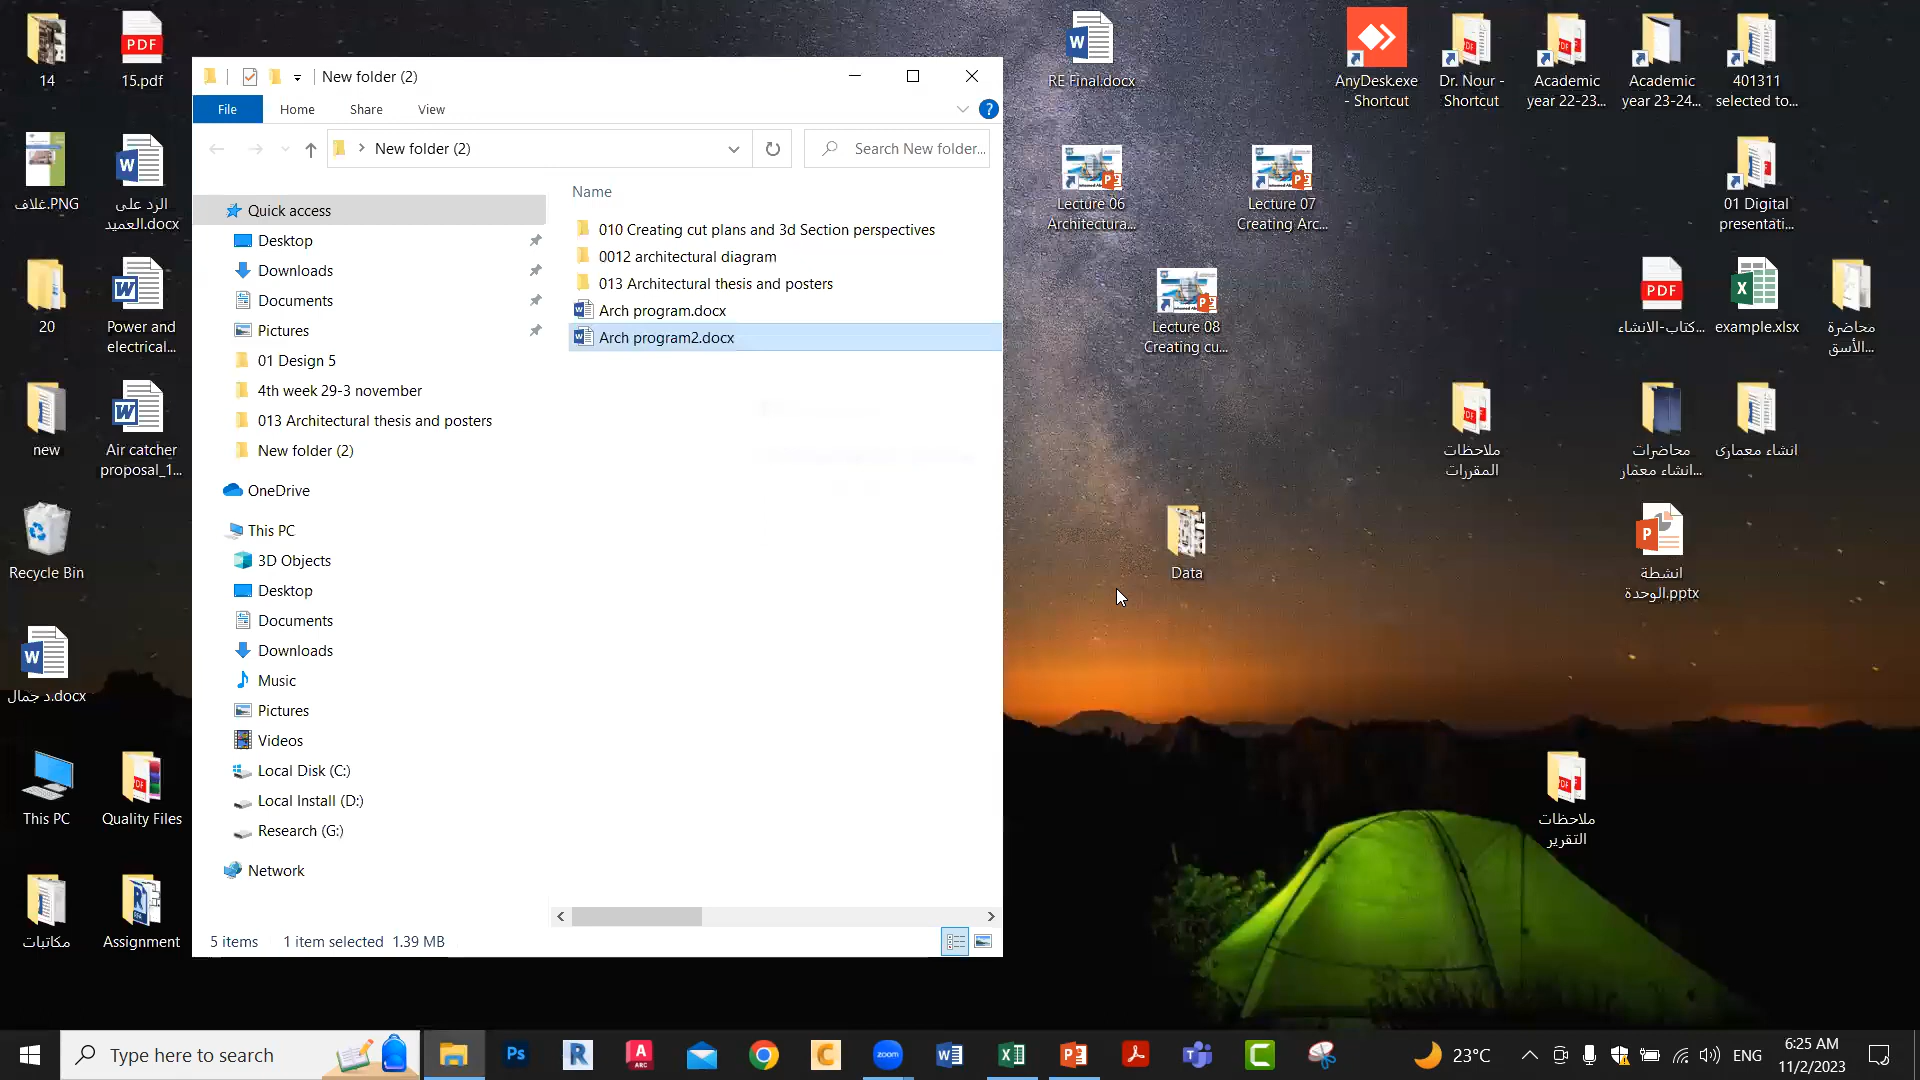 14
15.pdf
غلاف.PNG
الرد على
العميد.docx
20
Power and
electrical...
new
Air catcher
proposal_1...
Recycle Bin
د جمال.docx
This PC
Quality Files
مكاتبات
Assignment
New folder (2)
File
Home
Share
View
New folder (2)
Search New folder...
Name
Quick access
Desktop
Downloads
Documents
Pictures
01 Design 5
4th week 29-3 november
013 Architectural thesis and posters
New folder (2)
OneDrive
This PC
3D Objects
Desktop
Documents
Downloads
Music
Pictures
Videos
Local Disk (C:)
Local Install (D:)
Research (G:)
Network
010 Creating cut plans and 3d Section perspectives
0012 architectural diagram
013 Architectural thesis and posters
Arch program.docx
Arch program2.docx
5 items
1 item selected 1.39 MB
RE Final.docx
AnyDesk.exe
- Shortcut
Dr. Nour -
Shortcut
Academic
year 22-23...
Academic
year 23-24...
401311
selected to...
Lecture 06
Architectura...
Lecture 07
Creating Arc...
01 Digital
presentati...
Lecture 08
Creating cu...
كتاب-الانشاء...
example.xlsx
محاضرة
الأسق...
ملاحظات
المقررات
محاضرات
انشاء معمار...
انشاء معمارى
Data
انشطة
الوحدة.pptx
ملاحظات
التقرير
Type here to search
23°C
ENG
6:25 AM
11/2/2023